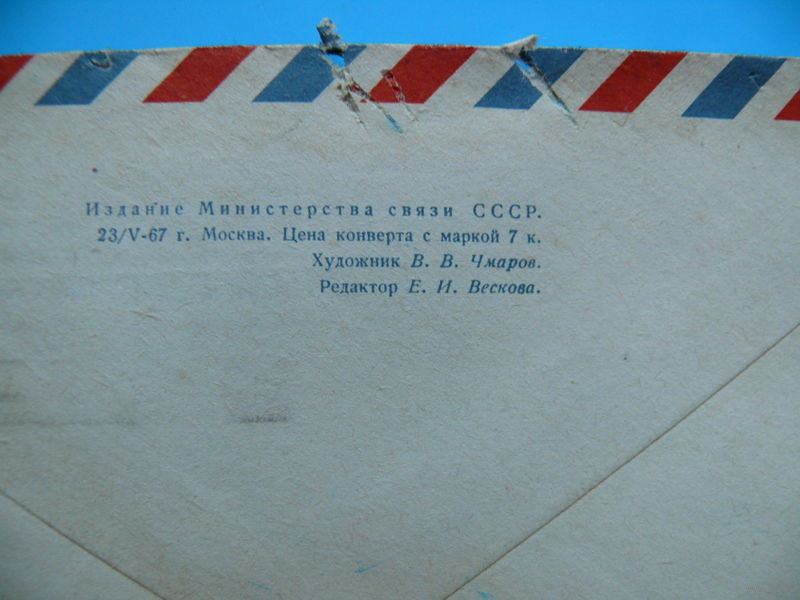 Издание Министерства связи СССР.
23/V-67 г. Москва. Цена конверта с маркой 7 к.
Художник В. В. Чмаров.
Редактор Е. И. Вескова.